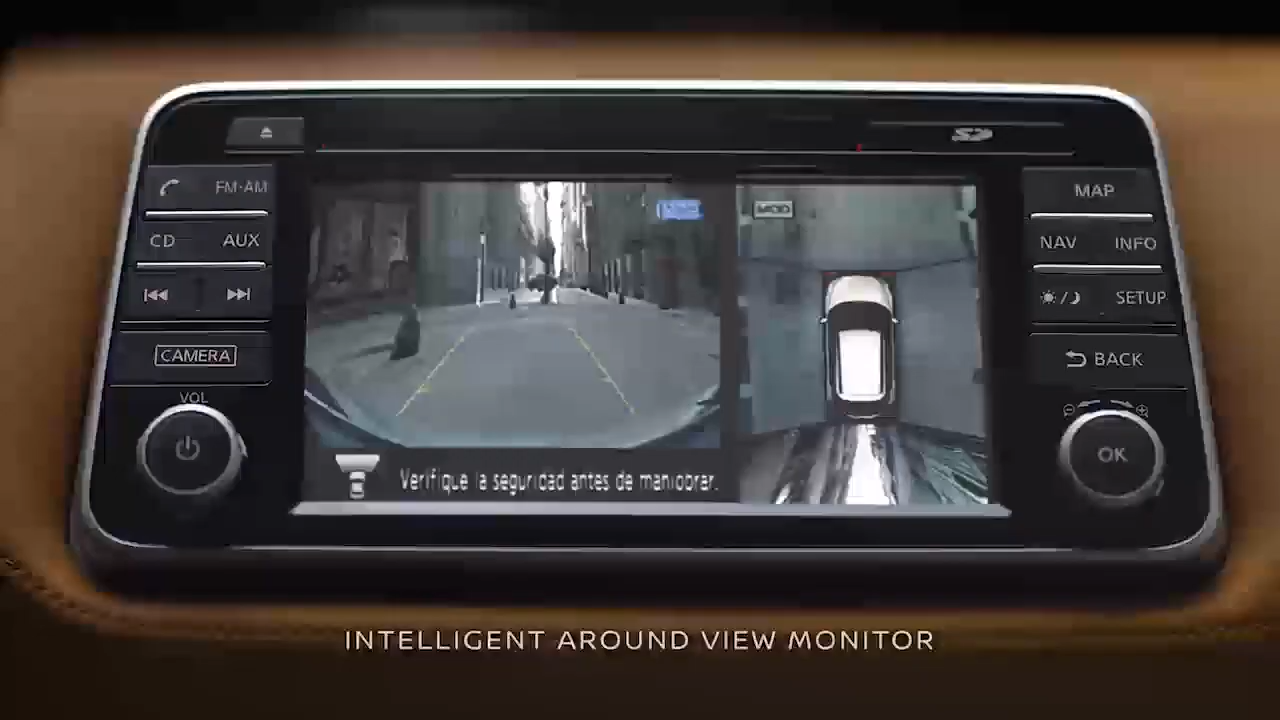 SD
FM·AM
CD AUX
CAMERA
VOL
MOD
Verifique la seguridad antes de maniobrar.
MAP
NAV INFO
SETUP
BACK
OK
INTELLIGENT AROUND VIEW MONITOR